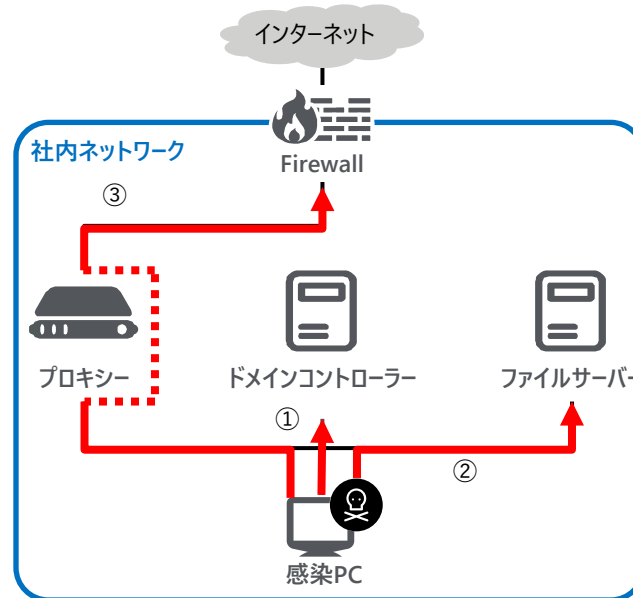 インターネット
Firewall
社内ネットワーク
③
プロキシー
ドメインコントローラー
ファイルサーバー
①
②
感染PC